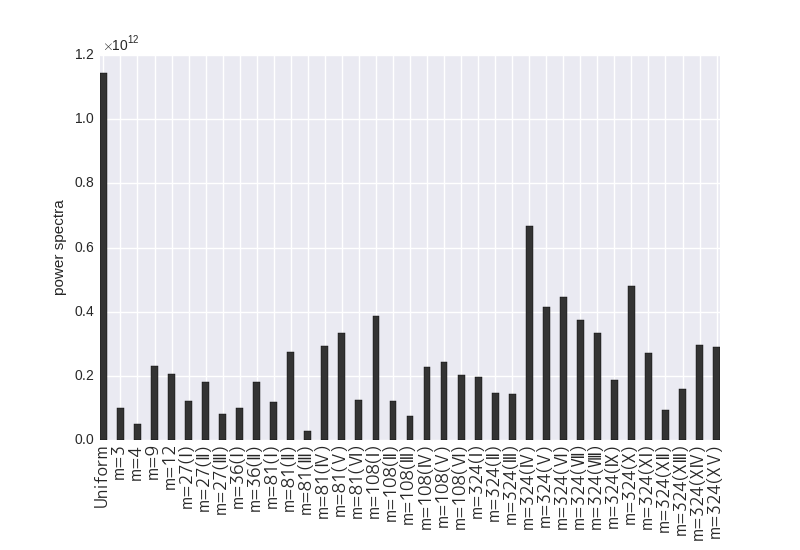 ×10¹²
1.2
1.0
0.8
0.6
0.4
0.2
0.0
power spectra
Uniform
m=3
m=4
m=9
m=12
m=27(Ⅰ)
m=27(Ⅱ)
m=27(Ⅲ)
m=36(Ⅰ)
m=36(Ⅱ)
m=81(Ⅰ)
m=81(Ⅱ)
m=81(Ⅲ)
m=81(Ⅳ)
m=81(Ⅴ)
m=81(Ⅵ)
m=108(Ⅰ)
m=108(Ⅱ)
m=108(Ⅲ)
m=108(Ⅳ)
m=108(Ⅴ)
m=108(Ⅵ)
m=324(Ⅰ)
m=324(Ⅱ)
m=324(Ⅲ)
m=324(Ⅳ)
m=324(Ⅴ)
m=324(Ⅵ)
m=324(Ⅶ)
m=324(Ⅷ)
m=324(Ⅸ)
m=324(Ⅹ)
m=324(Ⅺ)
m=324(Ⅻ)
m=324(XⅢ)
m=324(XⅣ)
m=324(XⅤ)